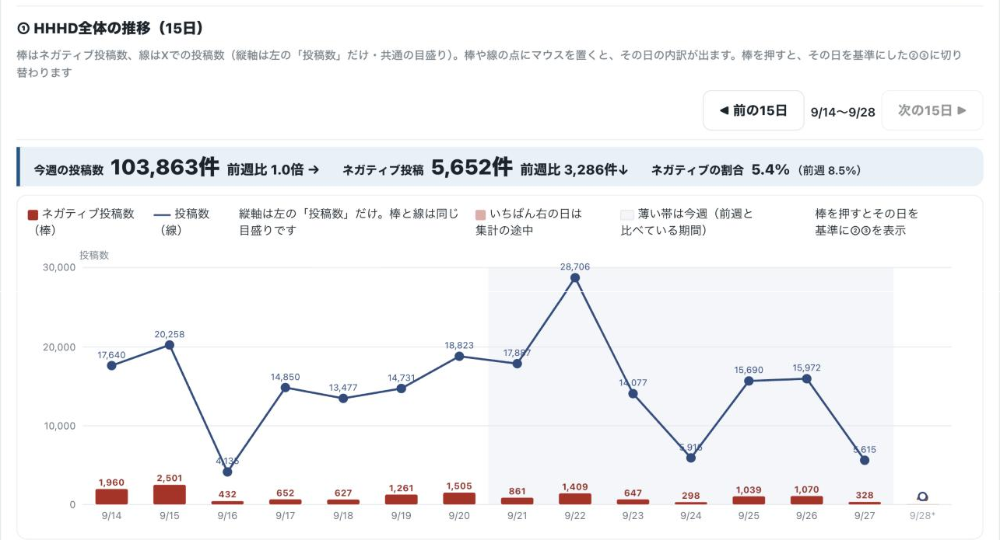 ① HHHD全体の推移（15日）
棒はネガティブ投稿数、線はXでの投稿数（縦軸は左の「投稿数」だけ・共通の目盛り）。棒や線の点にマウスを置くと、その日の内訳が出ます。棒を押すと、その日を基準にした②③に切り
替わります
◀ 前の15日 9/14〜9/28 次の15日 ▶
今週の投稿数 103,863件 前週比 1.0倍 → ネガティブ投稿 5,652件 前週比 3,286件↓ ネガティブの割合 5.4%（前週 8.5%）
ネガティブ投稿数
（棒）
投稿数
（線）
縦軸は左の「投稿数」だけ。棒と線は同じ
目盛りです
いちばん右の日は
集計の途中
薄い帯は今週（前週と
比べている期間）
棒を押すとその日を
基準に②③を表示
投稿数
30,000
20,000
10,000
0
17,640
20,258
4,135
14,850
13,477
14,731
18,823
17,887
28,706
14,077
5,915
15,690
15,972
5,615
1,960
2,501
432
652
627
1,261
1,505
861
1,409
647
298
1,039
1,070
328
9/14
9/15
9/16
9/17
9/18
9/19
9/20
9/21
9/22
9/23
9/24
9/25
9/26
9/27
9/28*